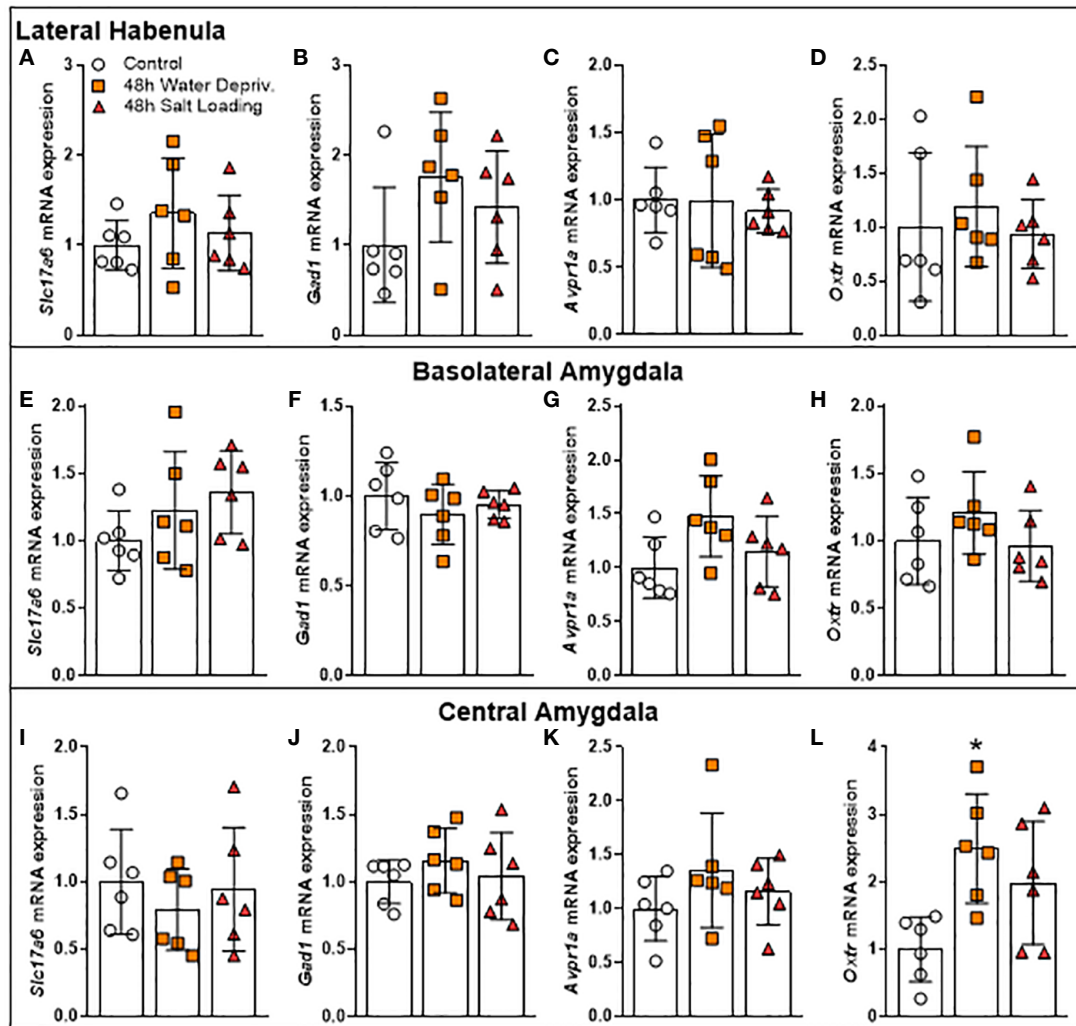 Lateral Habenula
A
Control
48h Water Depriv.
48h Salt Loading
Slc17a6 mRNA expression
3
2
1
0
B
Gad1 mRNA expression
3
2
1
0
C
Avpr1a mRNA expression
2.0
1.5
1.0
0.5
0.0
D
Oxtr mRNA expression
2.5
2.0
1.5
1.0
0.5
0.0
Basolateral Amygdala
E
Slc17a6 mRNA expression
2.0
1.5
1.0
0.5
0.0
F
Gad1 mRNA expression
1.5
1.0
0.5
0.0
G
Avpr1a mRNA expression
2.5
2.0
1.5
1.0
0.5
0.0
H
Oxtr mRNA expression
2.0
1.5
1.0
0.5
0.0
Central Amygdala
I
Slc17a6 mRNA expression
2.0
1.5
1.0
0.5
0.0
J
Gad1 mRNA expression
2.0
1.5
1.0
0.5
0.0
K
Avpr1a mRNA expression
2.5
2.0
1.5
1.0
0.5
0.0
L
Oxtr mRNA expression
4
3
2
1
0
*